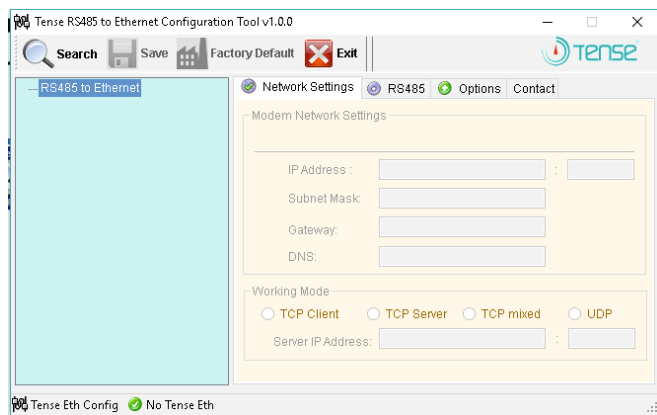 Tense RS485 to Ethernet Configuration Tool v1.0.0
Search Save Factory Default Exit Tense
RS485 to Ethernet
Network Settings RS485 Options Contact
Modem Network Settings
IP Address : :
Subnet Mask:
Gateway:
DNS:
Working Mode
TCP Client TCP Server TCP mixed UDP
Server IP Address: :
Tense Eth Config No Tense Eth